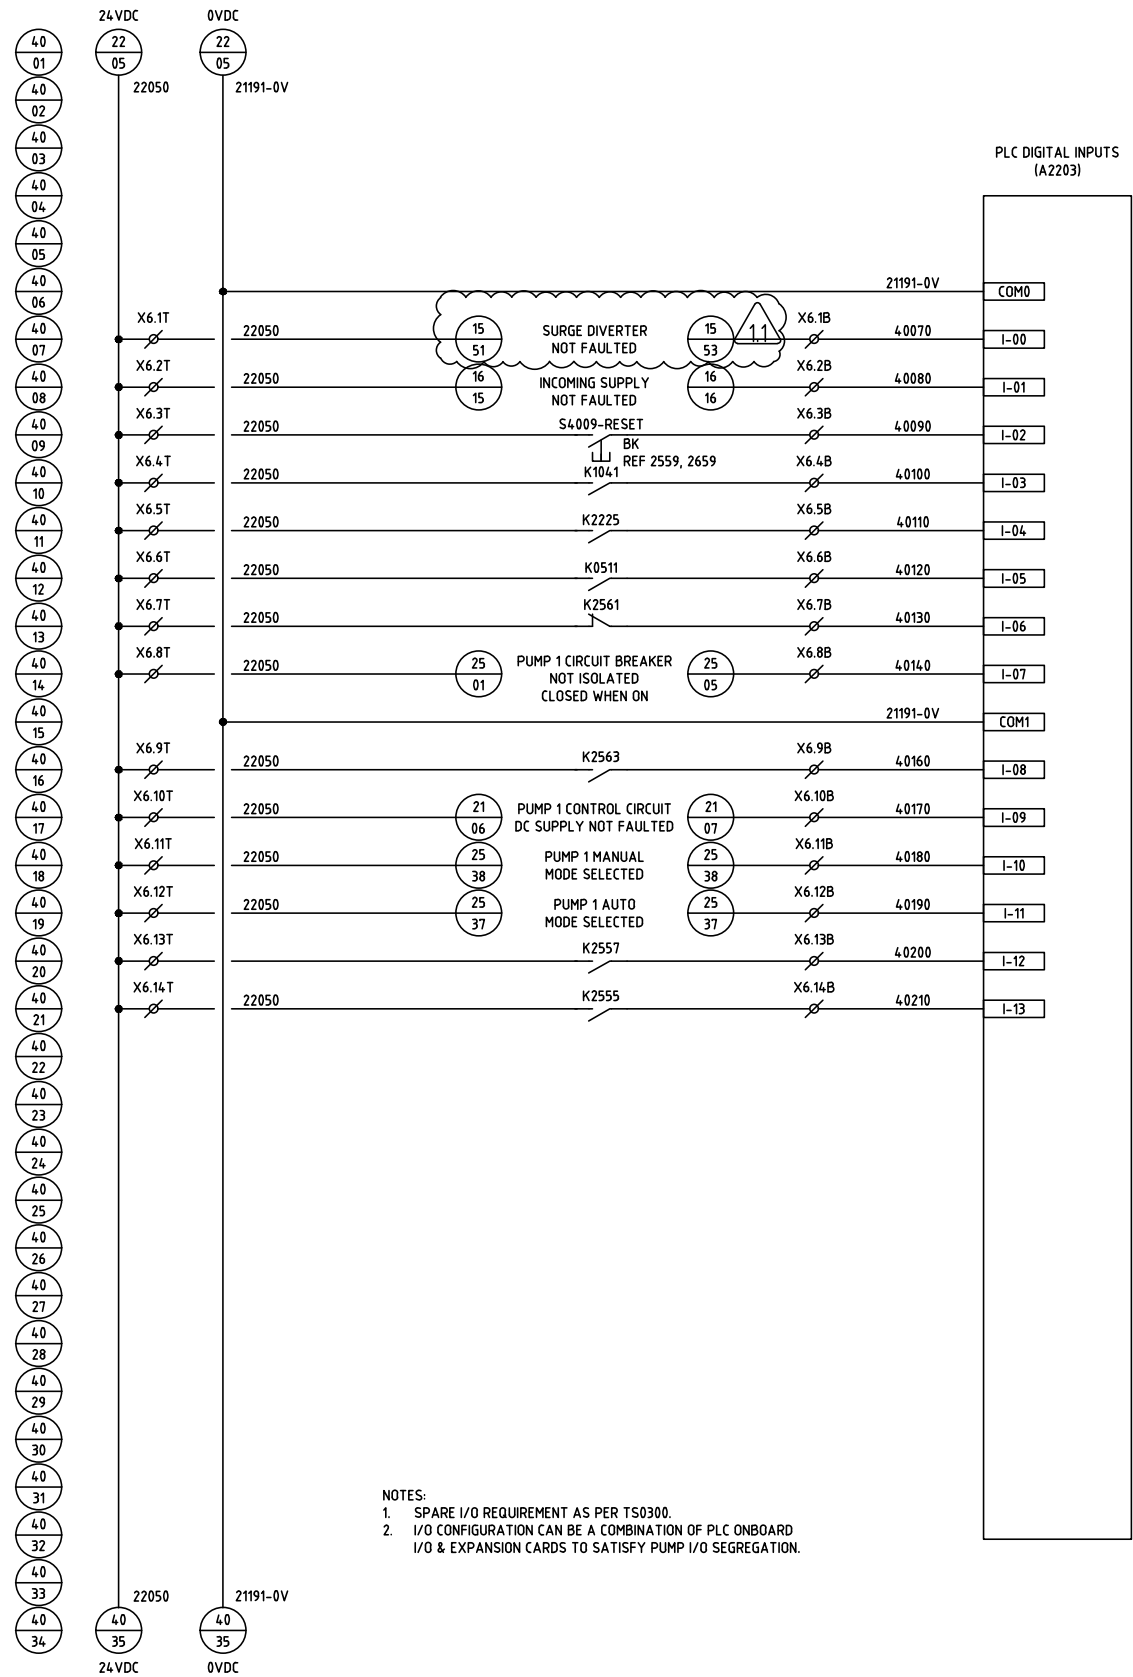 24VDC 0VDC
40 01 22 05 22 05
22050 21191-0V
40 02
40 03
PLC DIGITAL INPUTS
(A2203)
40 04
40 05
40 06 21191-0V COM0
40 07 X6.1T 22050 15 51 SURGE DIVERTER 15 53 1.1 X6.1B 40070 I-00
NOT FAULTED
40 08 X6.2T 22050 16 15 INCOMING SUPPLY 16 16 X6.2B 40080 I-01
NOT FAULTED
40 09 X6.3T 22050 S4009-RESET X6.3B 40090 I-02
BK
REF 2559, 2659
40 10 X6.4T 22050 K1041 X6.4B 40100 I-03
40 11 X6.5T 22050 K2225 X6.5B 40110 I-04
40 12 X6.6T 22050 K0511 X6.6B 40120 I-05
40 13 X6.7T 22050 K2561 X6.7B 40130 I-06
40 14 X6.8T 22050 25 01 PUMP 1 CIRCUIT BREAKER 25 05 X6.8B 40140 I-07
NOT ISOLATED
CLOSED WHEN ON
40 15 21191-0V COM1
40 16 X6.9T 22050 K2563 X6.9B 40160 I-08
40 17 X6.10T 22050 21 06 PUMP 1 CONTROL CIRCUIT 21 07 X6.10B 40170 I-09
DC SUPPLY NOT FAULTED
40 18 X6.11T 22050 25 38 PUMP 1 MANUAL 25 38 X6.11B 40180 I-10
MODE SELECTED
40 19 X6.12T 22050 25 37 PUMP 1 AUTO 25 37 X6.12B 40190 I-11
MODE SELECTED
40 20 X6.13T K2557 X6.13B 40200 I-12
40 21 X6.14T 22050 K2555 X6.14B 40210 I-13
40 22
40 23
40 24
40 25
40 26
40 27
40 28
40 29
40 30
40 31
NOTES:
1. SPARE I/O REQUIREMENT AS PER TS0300.
2. I/O CONFIGURATION CAN BE A COMBINATION OF PLC ONBOARD
I/O & EXPANSION CARDS TO SATISFY PUMP I/O SEGREGATION.
40 32
40 33
22050 21191-0V
40 34 40 35 40 35
24VDC 0VDC